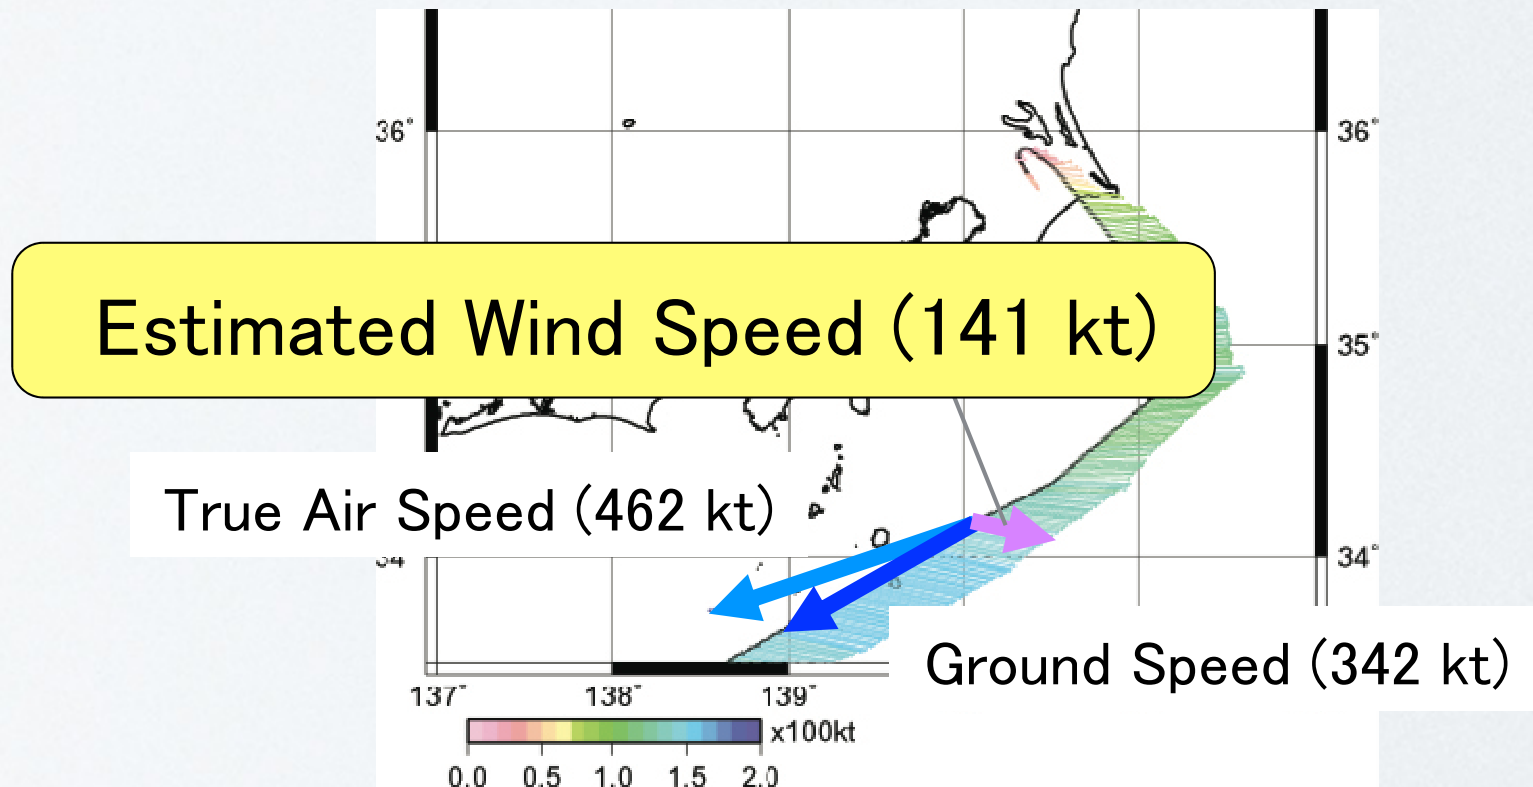 36° 36°
Estimated Wind Speed (141 kt)
35°
True Air Speed (462 kt)
34° 34°
Ground Speed (342 kt)
137° 138° 139°
x100kt
0.0 0.5 1.0 1.5 2.0